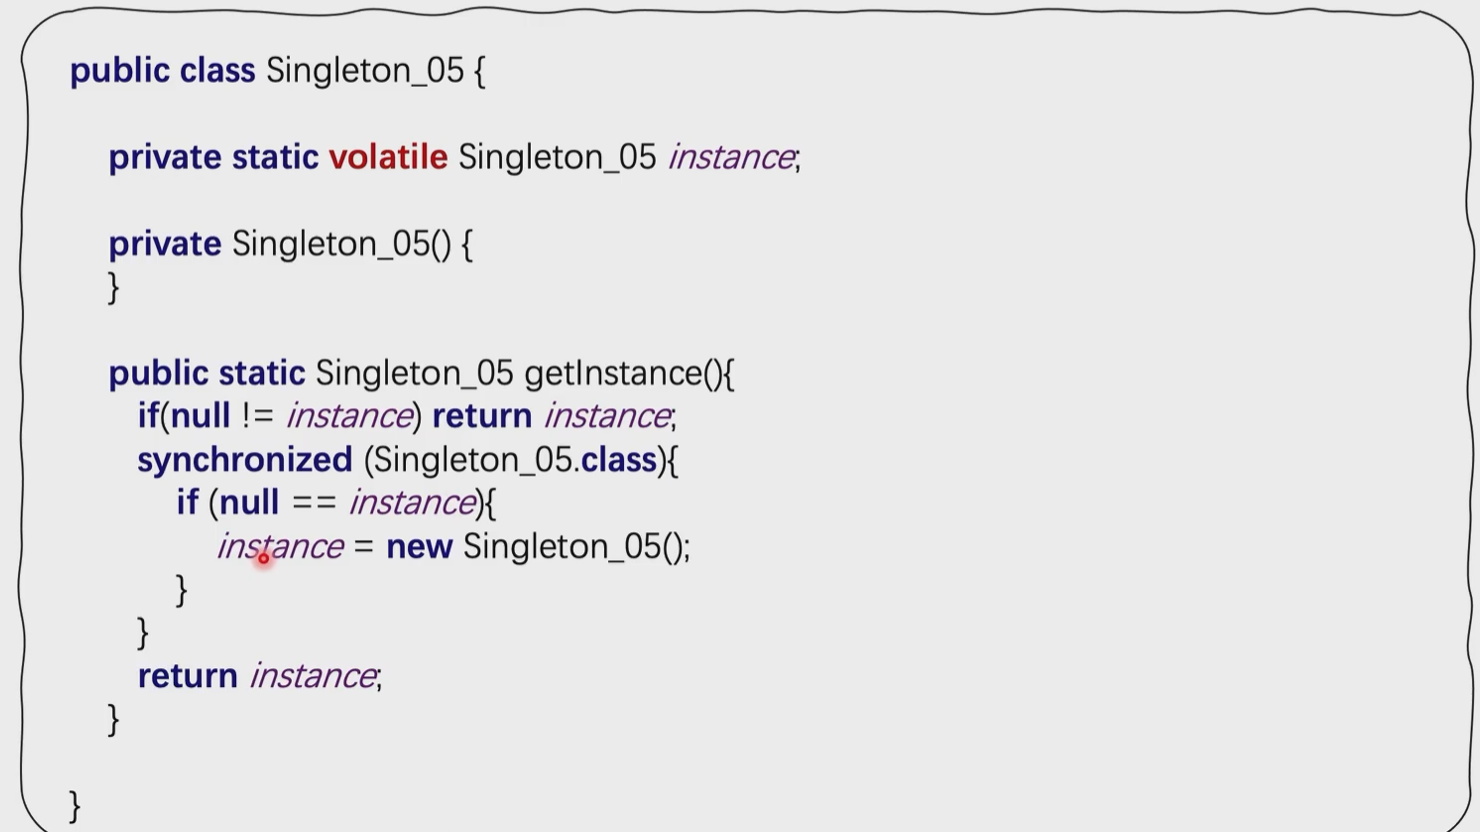 public class Singleton_05 {
private static volatile Singleton_05 instance;
private Singleton_05() {
}
public static Singleton_05 getInstance(){
if(null != instance) return instance;
synchronized (Singleton_05.class){
if (null == instance){
instance = new Singleton_05();
}
}
return instance;
}
}